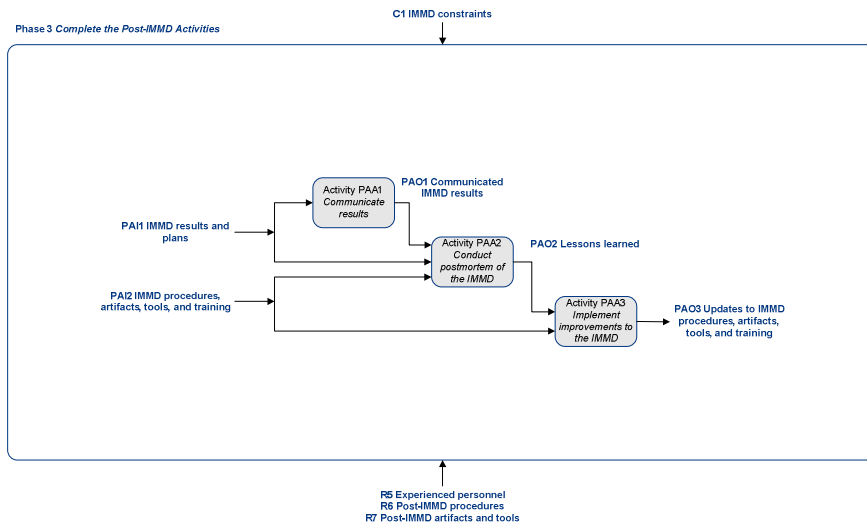 C1 IMMD constraints
Phase 3 Complete the Post-IMMD Activities
Activity PAA1
Communicate
results
PAO1 Communicated
IMMD results
PAI1 IMMD results and
plans
Activity PAA2
Conduct
postmortem of
the IMMD
PAO2 Lessons learned
PAI2 IMMD procedures,
artifacts, tools, and training
Activity PAA3
Implement
improvements to
the IMMD
PAO3 Updates to IMMD
procedures, artifacts,
tools, and training
R5 Experienced personnel
R6 Post-IMMD procedures
R7 Post-IMMD artifacts and tools